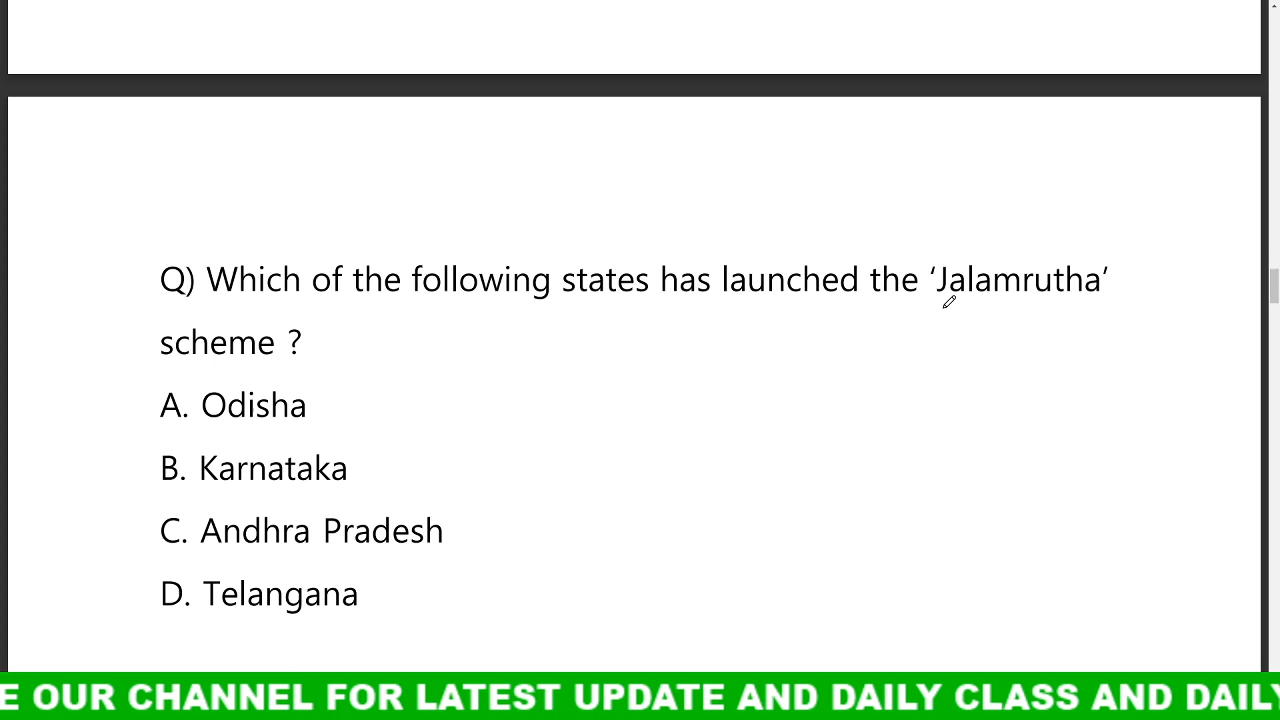 Q) Which of the following states has launched the ‘Jalamrutha’
scheme ?
A. Odisha
B. Karnataka
C. Andhra Pradesh
D. Telangana
E OUR CHANNEL FOR LATEST UPDATE AND DAILY CLASS AND DAILY